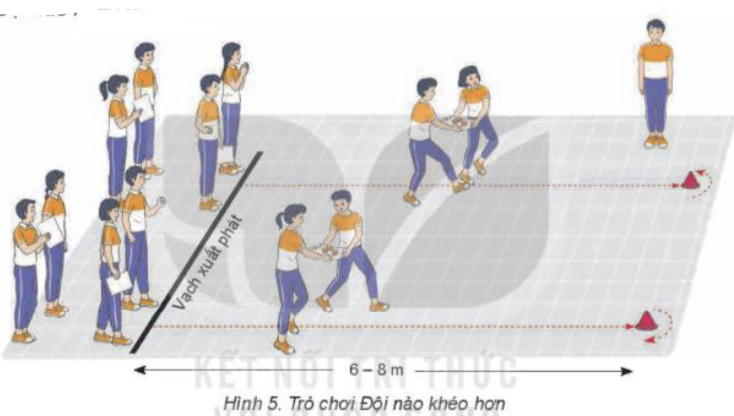 Vạch xuất phát
6 – 8 m
KẾT NỐI TRI THỨC
Hình 5. Trò chơi Đội nào khéo hơn